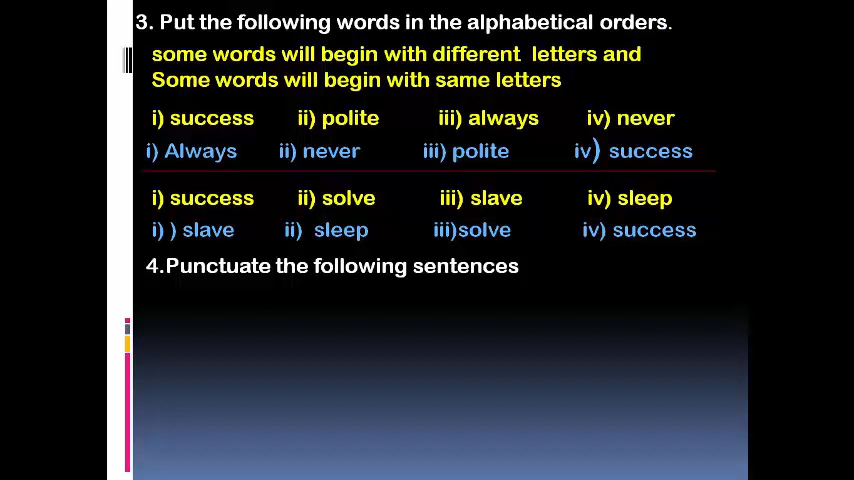 3. Put the following words in the alphabetical orders.
some words will begin with different letters and
Some words will begin with same letters
i) success ii) polite iii) always iv) never
i) Always ii) never iii) polite iv) success
i) success ii) solve iii) slave iv) sleep
i) ) slave ii) sleep iii)solve iv) success
4.Punctuate the following sentences